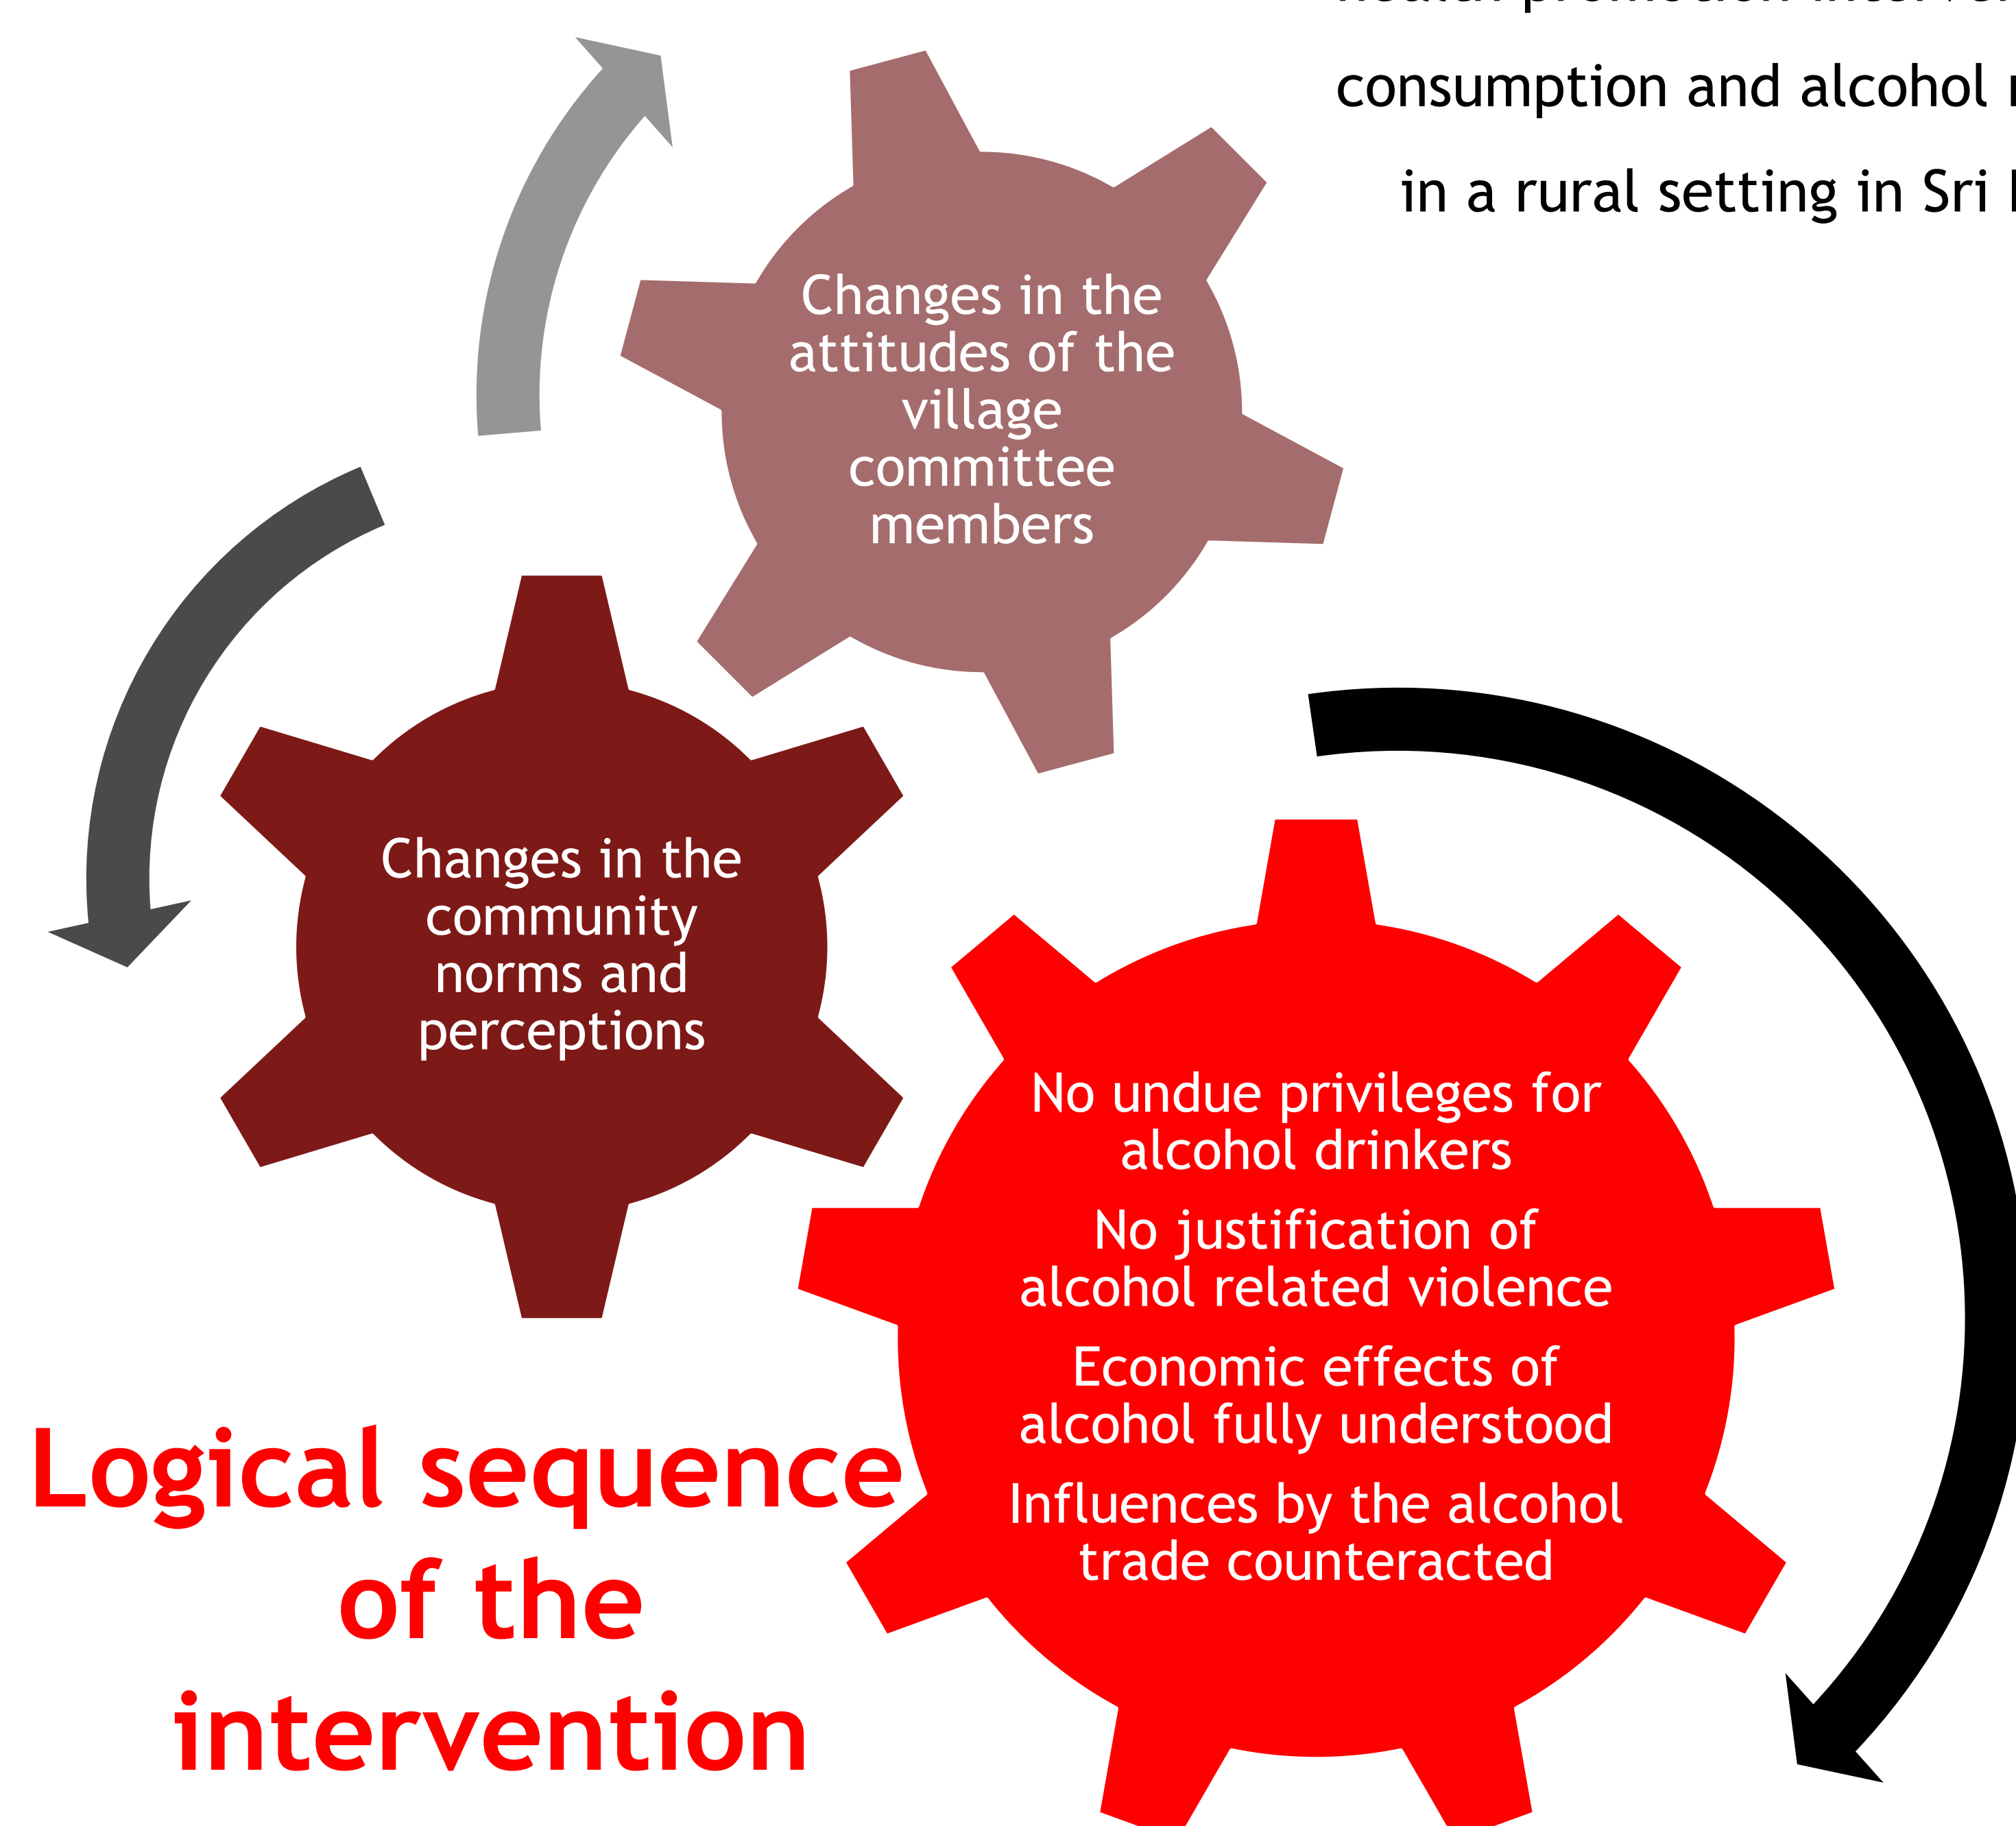 consumption and alcohol
in a rural setting in Sri
Changes in the
attitudes of the
village
committee
members
Changes in the
community
norms and
perceptions
No undue privileges for
alcohol drinkers
No justification of
alcohol related violence
Economic effects of
alcohol fully understood
Influences by the alcohol
trade counteracted
Logical sequence
of the
intervention